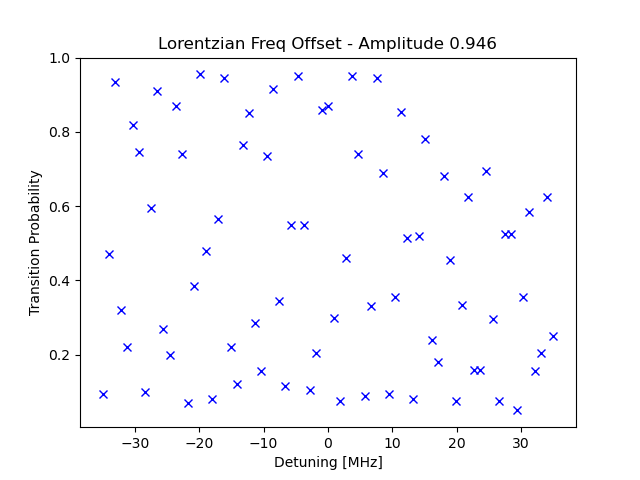 Lorentzian Freq Offset - Amplitude 0.946
1.0
0.8
0.6
0.4
0.2
Transition Probability
−30 −20 −10 0 10 20 30
Detuning [MHz]